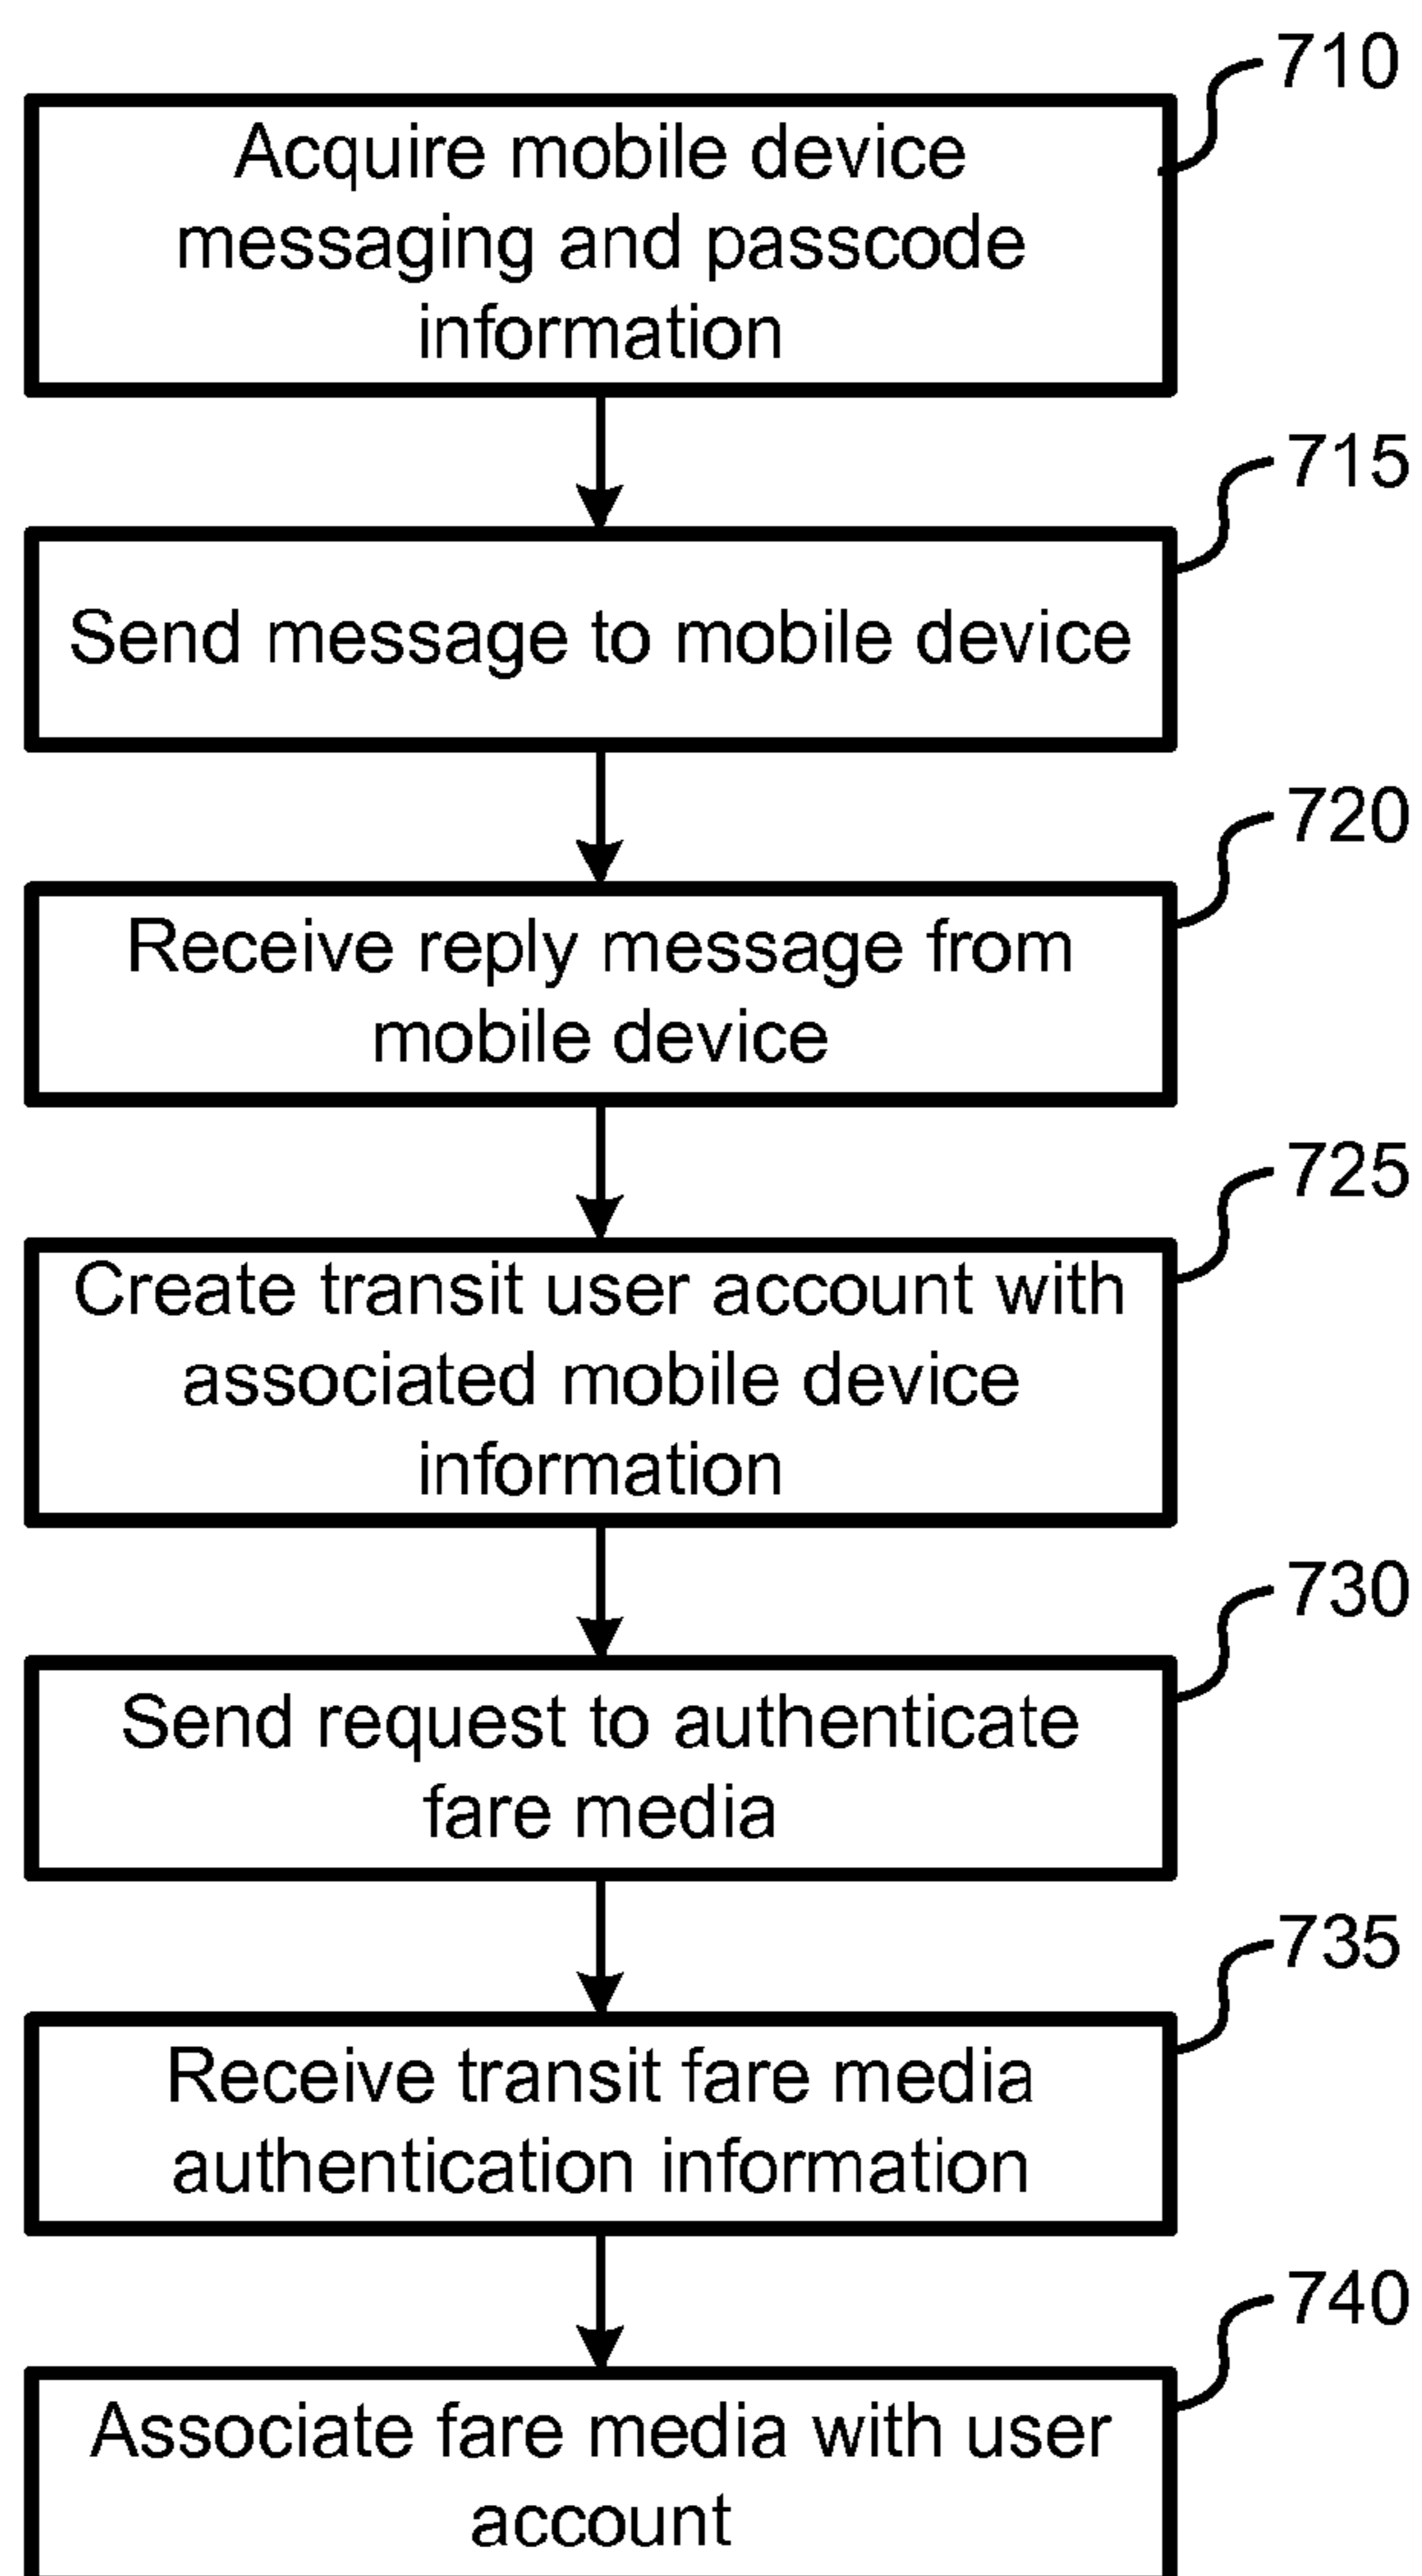 710
Acquire mobile device
messaging and passcode
information
715
Send message to mobile device
720
Receive reply message from
mobile device
725
Create transit user account with
associated mobile device
information
730
Send request to authenticate
fare media
735
Receive transit fare media
authentication information
740
Associate fare media with user
account